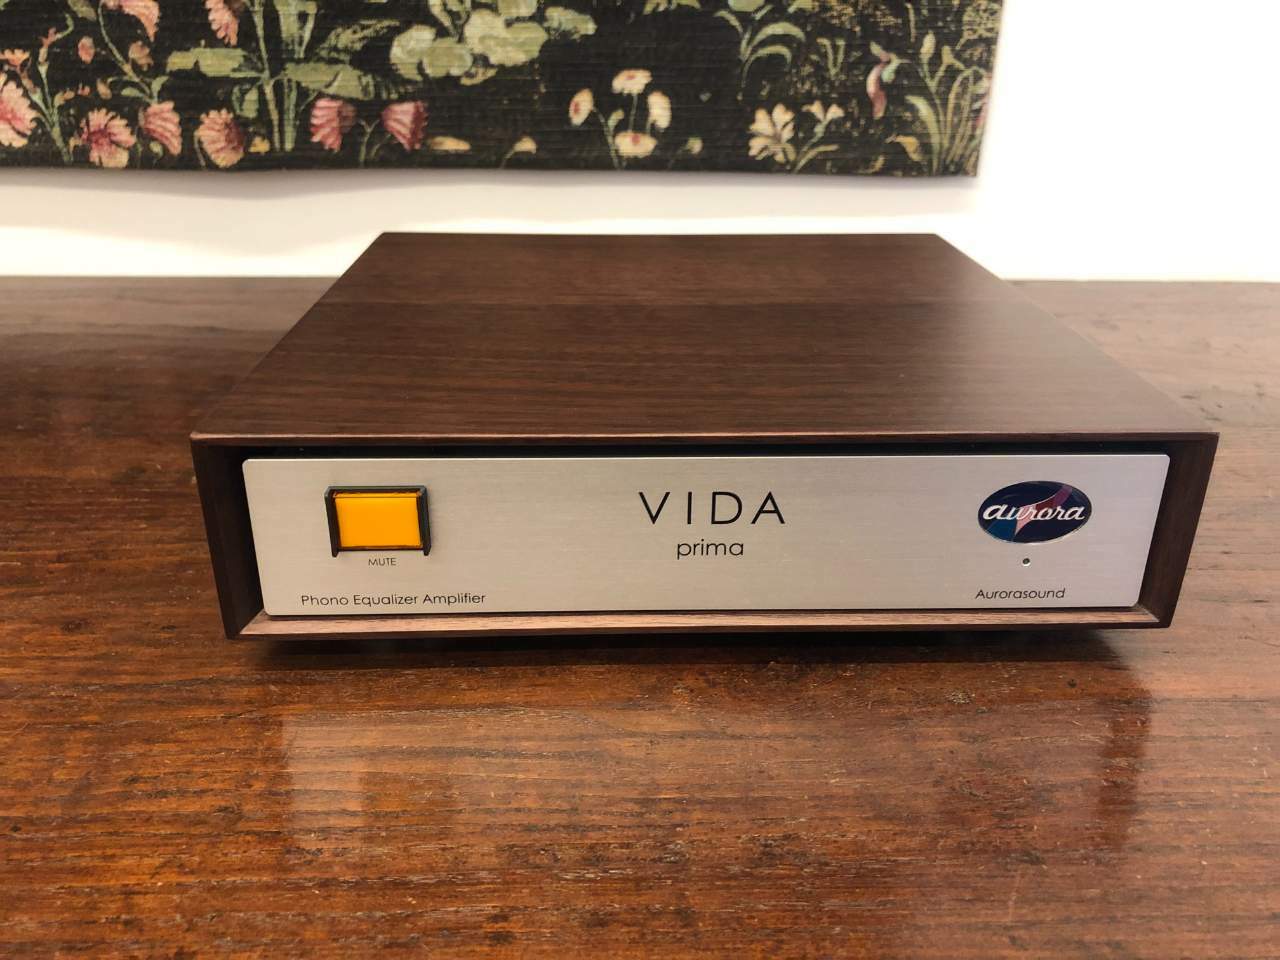 VIDA
prima
aurora
MUTE
Phono Equalizer Amplifier
Aurorasound